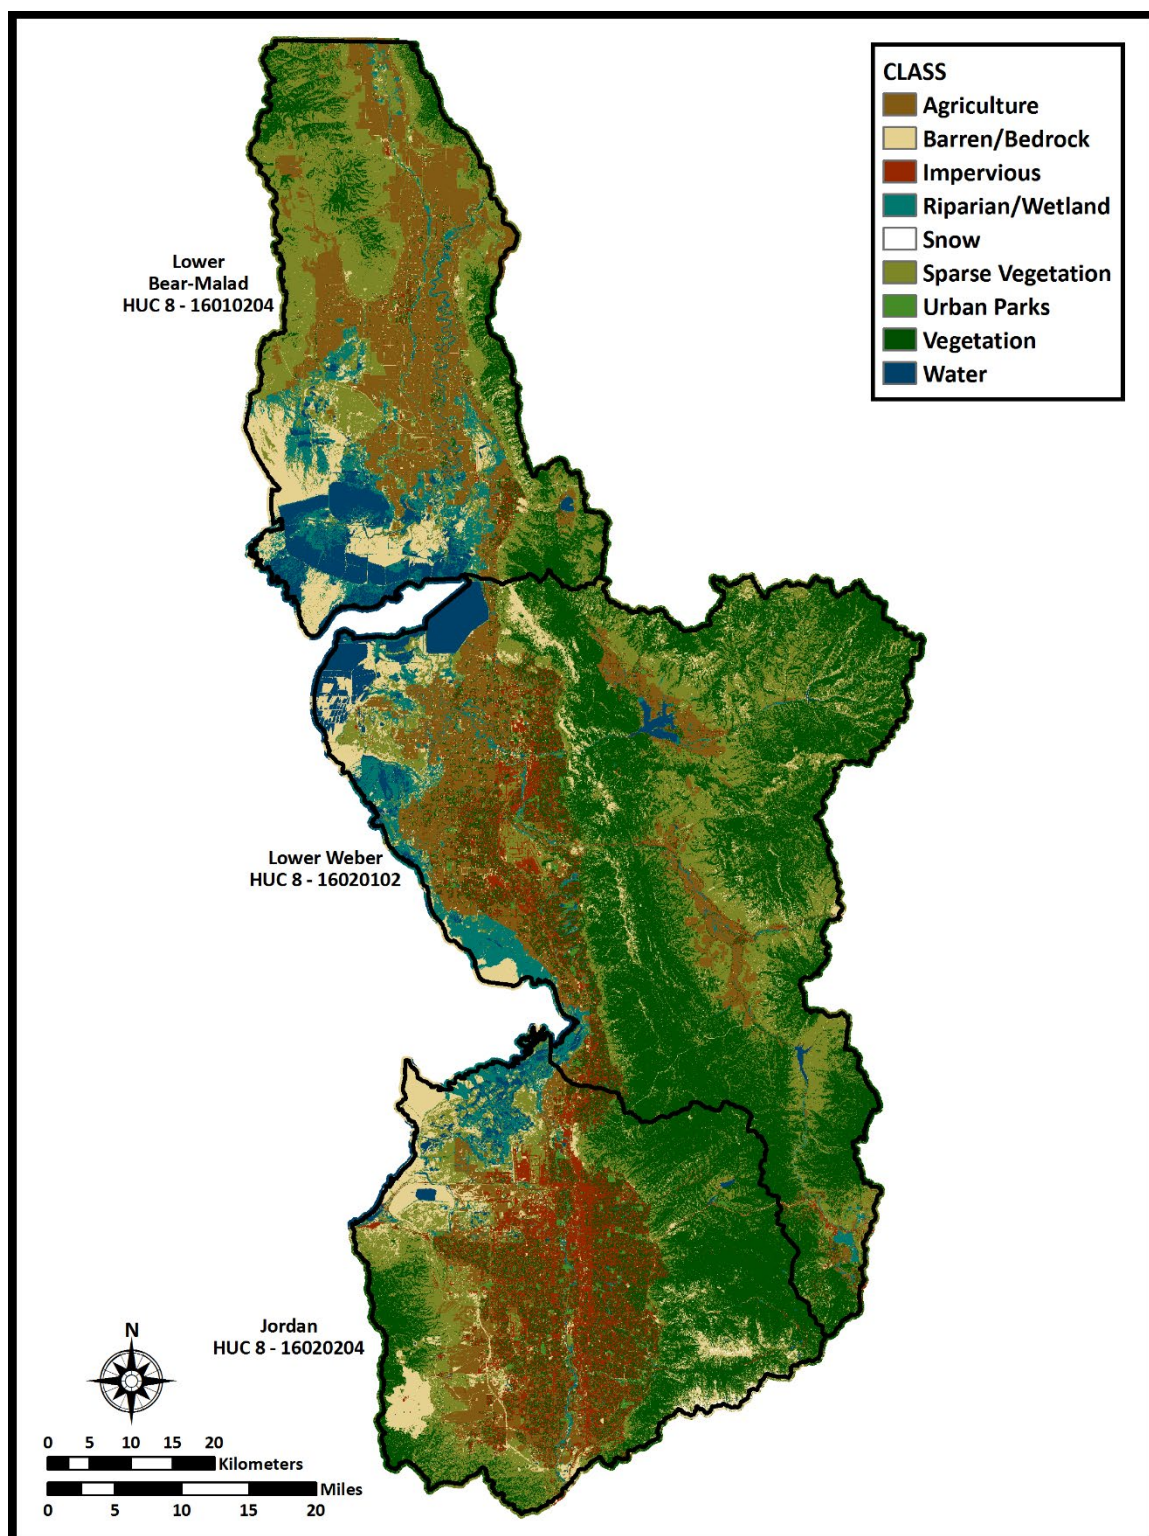 CLASS
Agriculture
Barren/Bedrock
Impervious
Riparian/Wetland
Snow
Sparse Vegetation
Urban Parks
Vegetation
Water
Lower
Bear-Malad
HUC 8 - 16010204
Lower Weber
HUC 8 - 16020102
Jordan
HUC 8 - 16020204
N
0 5 10 15 20
Kilometers
Miles
0 5 10 15 20